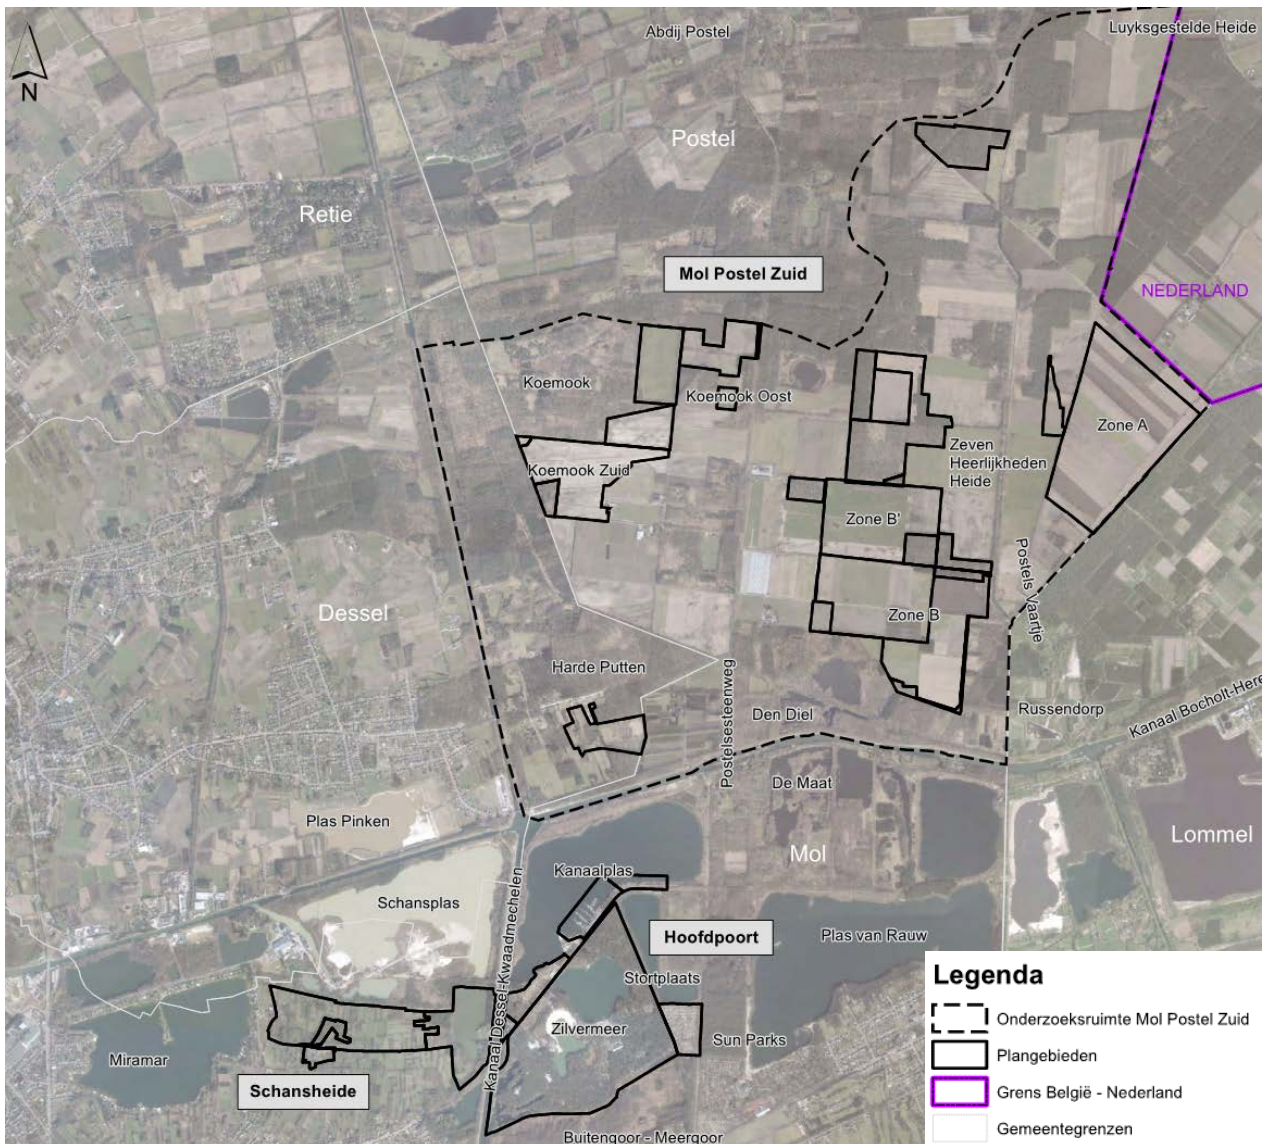 Abdij Postel
Luyksgestelde Heide
N
Postel
Retie
Mol Postel Zuid
NEDERLAND
Koemook
Koemook Oost
Zone A
Zeven
Heerlijkheden
Heide
Koemook Zuid
Zone B'
Postels Vaartje
Dessel
Zone B
Harde Putten
Postelsesteenweg
Den Diel
Russendorp
Kanaal Bocholt-Here
De Maat
Plas Pinken
Lommel
Mol
Kanaalplas
Schansplas
Hoofdpoort
Plas van Rauw
Kanaal Dessel-Kwaadmechelen
Stortplaats
Zilvermeer
Sun Parks
Miramar
Schansheide
Buitengoor - Meergoor
Legenda
Onderzoeksruimte Mol Postel Zuid
Plangebieden
Grens België - Nederland
Gemeentegrenzen